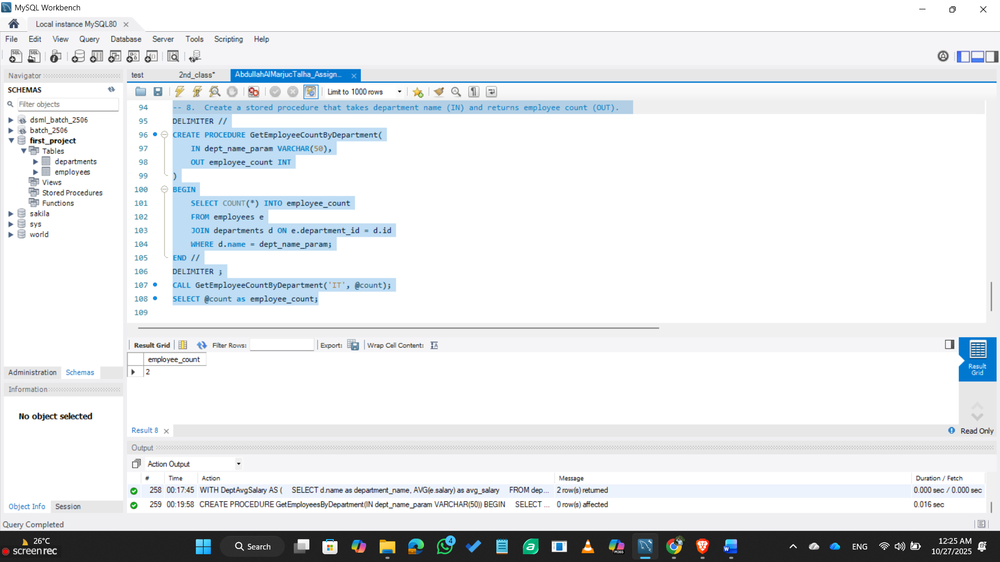 MySQL Workbench
Local instance MySQL80
File Edit View Query Database Server Tools Scripting Help
Navigator
SCHEMAS
Filter objects
dsml_batch_2506
batch_2506
first_project
Tables
departments
employees
Views
Stored Procedures
Functions
sakila
sys
world
Administration Schemas
Information
No object selected
Object Info Session
test 2nd_class* AbdullahAlMarjucTalha_Assign...
Limit to 1000 rows
94 -- 8. Create a stored procedure that takes department name (IN) and returns employee count (OUT).
95 DELIMITER //
96 CREATE PROCEDURE GetEmployeeCountByDepartment(
97 IN dept_name_param VARCHAR(50),
98 OUT employee_count INT
99 )
100 BEGIN
101 SELECT COUNT(*) INTO employee_count
102 FROM employees e
103 JOIN departments d ON e.department_id = d.id
104 WHERE d.name = dept_name_param;
105 END //
106 DELIMITER ;
107 CALL GetEmployeeCountByDepartment('IT', @count);
108 SELECT @count as employee_count;
109
Result Grid Filter Rows: Export: Wrap Cell Content:
employee_count
2
Result
Grid
Result 8
Read Only
Output
Action Output
# Time Action Message Duration / Fetch
258 00:17:45 WITH DeptAvgSalary AS ( SELECT d.name as department_name, AVG(e.salary) as avg_salary FROM dep... 2 row(s) returned 0.000 sec / 0.000 sec
259 00:19:58 CREATE PROCEDURE GetEmployeesByDepartment(IN dept_name_param VARCHAR(50)) BEGIN SELECT ... 0 row(s) affected 0.016 sec
Query Completed
26°C
screen rec
Search
4
M365
ENG
12:25 AM
10/27/2025